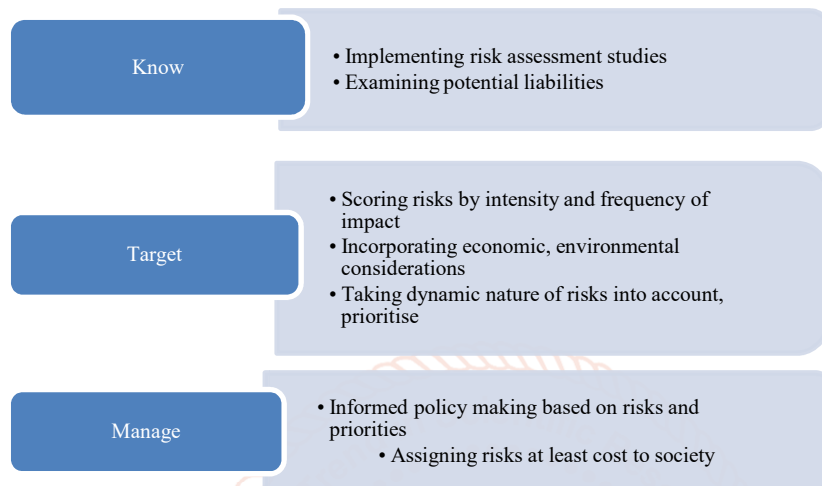 Know
• Implementing risk assessment studies
• Examining potential liabilities
Target
• Scoring risks by intensity and frequency of
impact
• Incorporating economic, environmental
considerations
• Taking dynamic nature of risks into account,
prioritise
Manage
• Informed policy making based on risks and
priorities
• Assigning risks at least cost to society